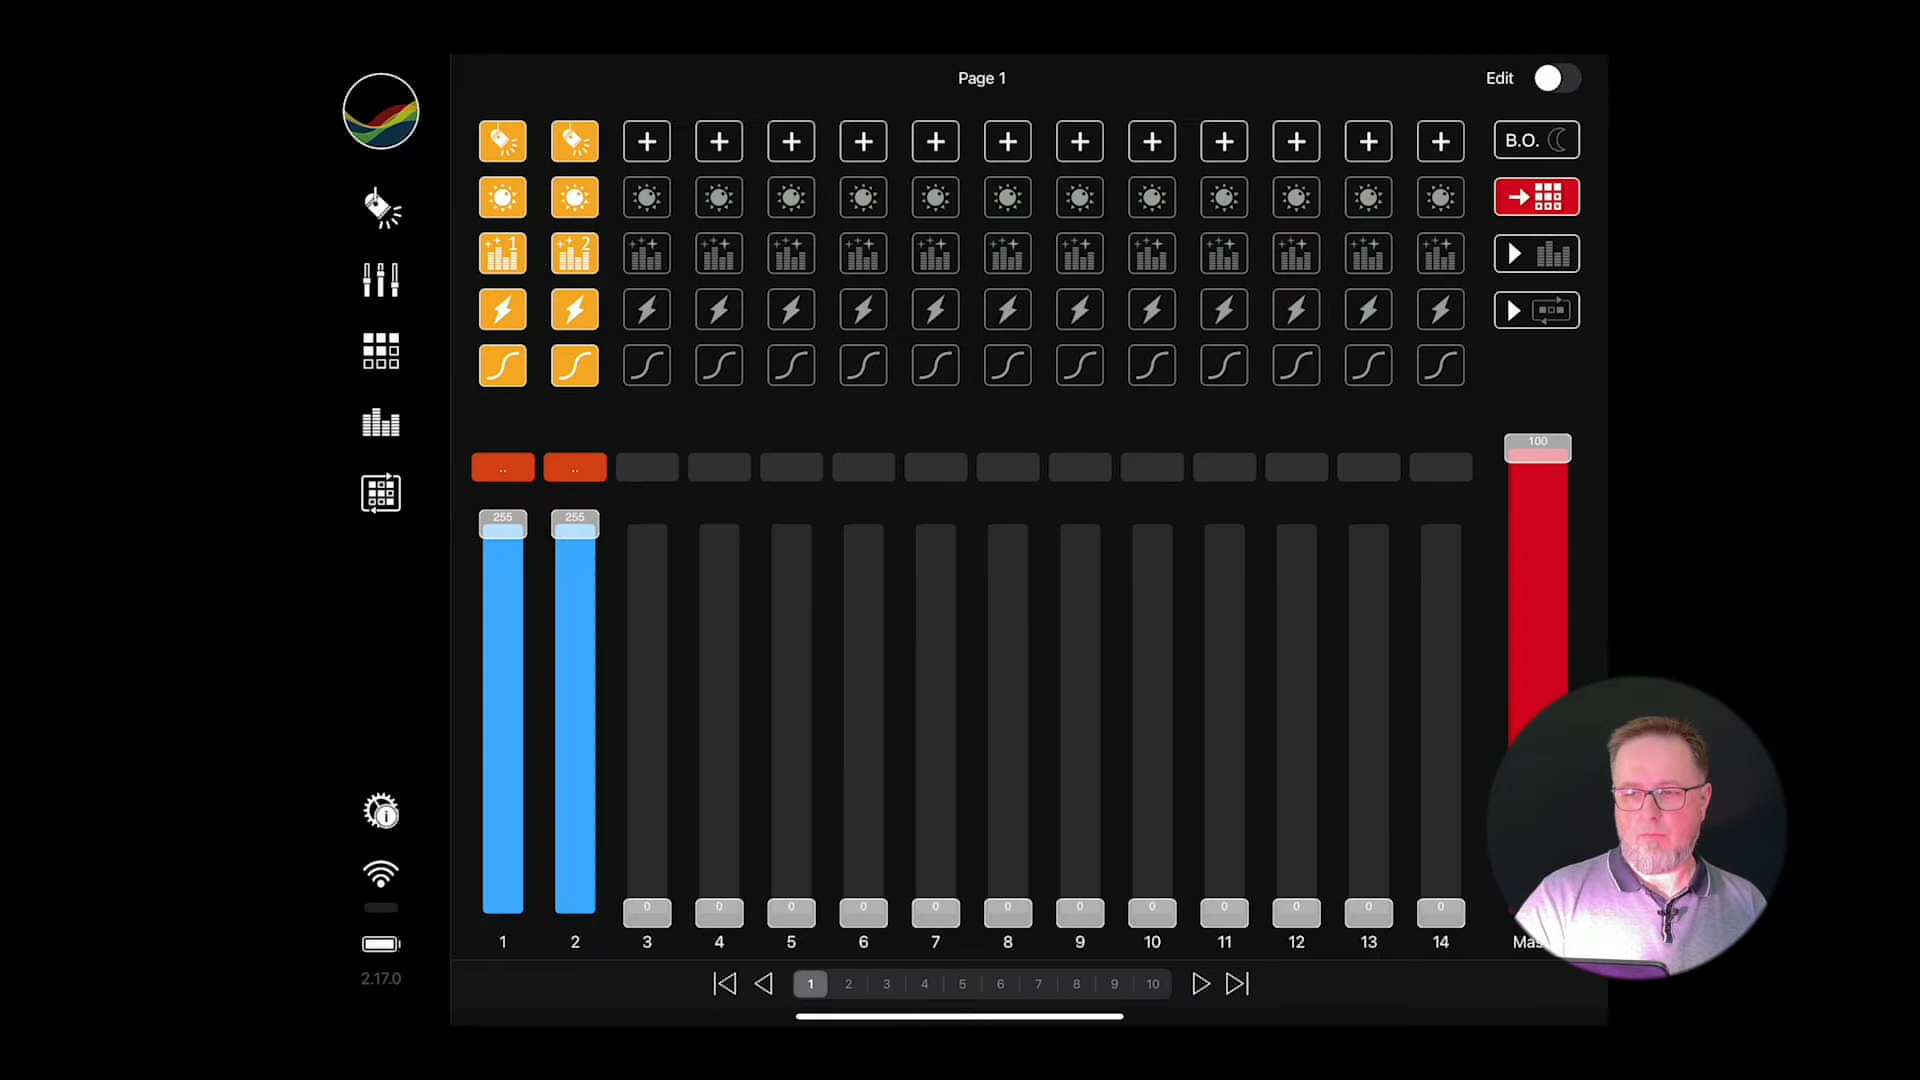 Page 1
Edit
B.O.
1 2
.. ..
100
255 255
0 0 0 0 0 0 0 0 0 0 0 0
1 2 3 4 5 6 7 8 9 10 11 12 13 14
2.17.0
1 2 3 4 5 6 7 8 9 10